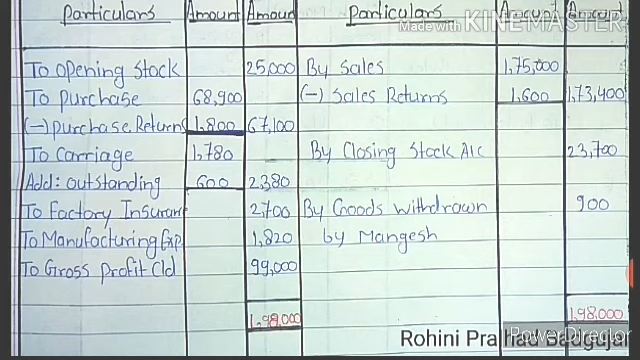 Particulars Amount Amount Particulars Amount Amount
Made with KINEMASTER
To opening Stock 25,000 By Sales 1,75,000
To purchase 68,900 (-) Sales Returns 1,600 1,73,400
(-) purchase Returns 1,800 67,100
To Carriage 1,780 By Closing Stock A/c 23,700
Add: outstanding 600 2,380
To Factory Insuran 2,700 By Goods withdrawn 900
To Manufacturing Exp 1,820 by Mangesh
To Gross profit C/d 99,000
1,98,000 1,98,000
Rohini Pralhad Badgujar
PowerDirector